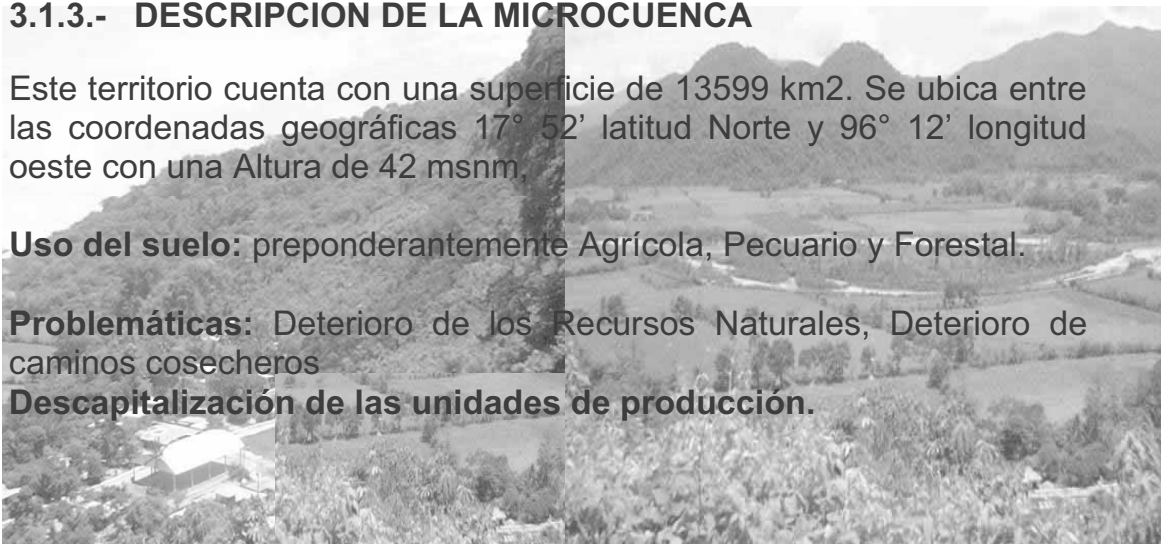 3.1.3.- DESCRIPCION DE LA MICROCUENCA
Este territorio cuenta con una superficie de 13599 km2. Se ubica entre
las coordenadas geográficas 17° 52’ latitud Norte y 96° 12’ longitud
oeste con una Altura de 42 msnm,
Uso del suelo: preponderantemente Agrícola, Pecuario y Forestal.
Problemáticas: Deterioro de los Recursos Naturales, Deterioro de
caminos cosecheros
Descapitalización de las unidades de producción.